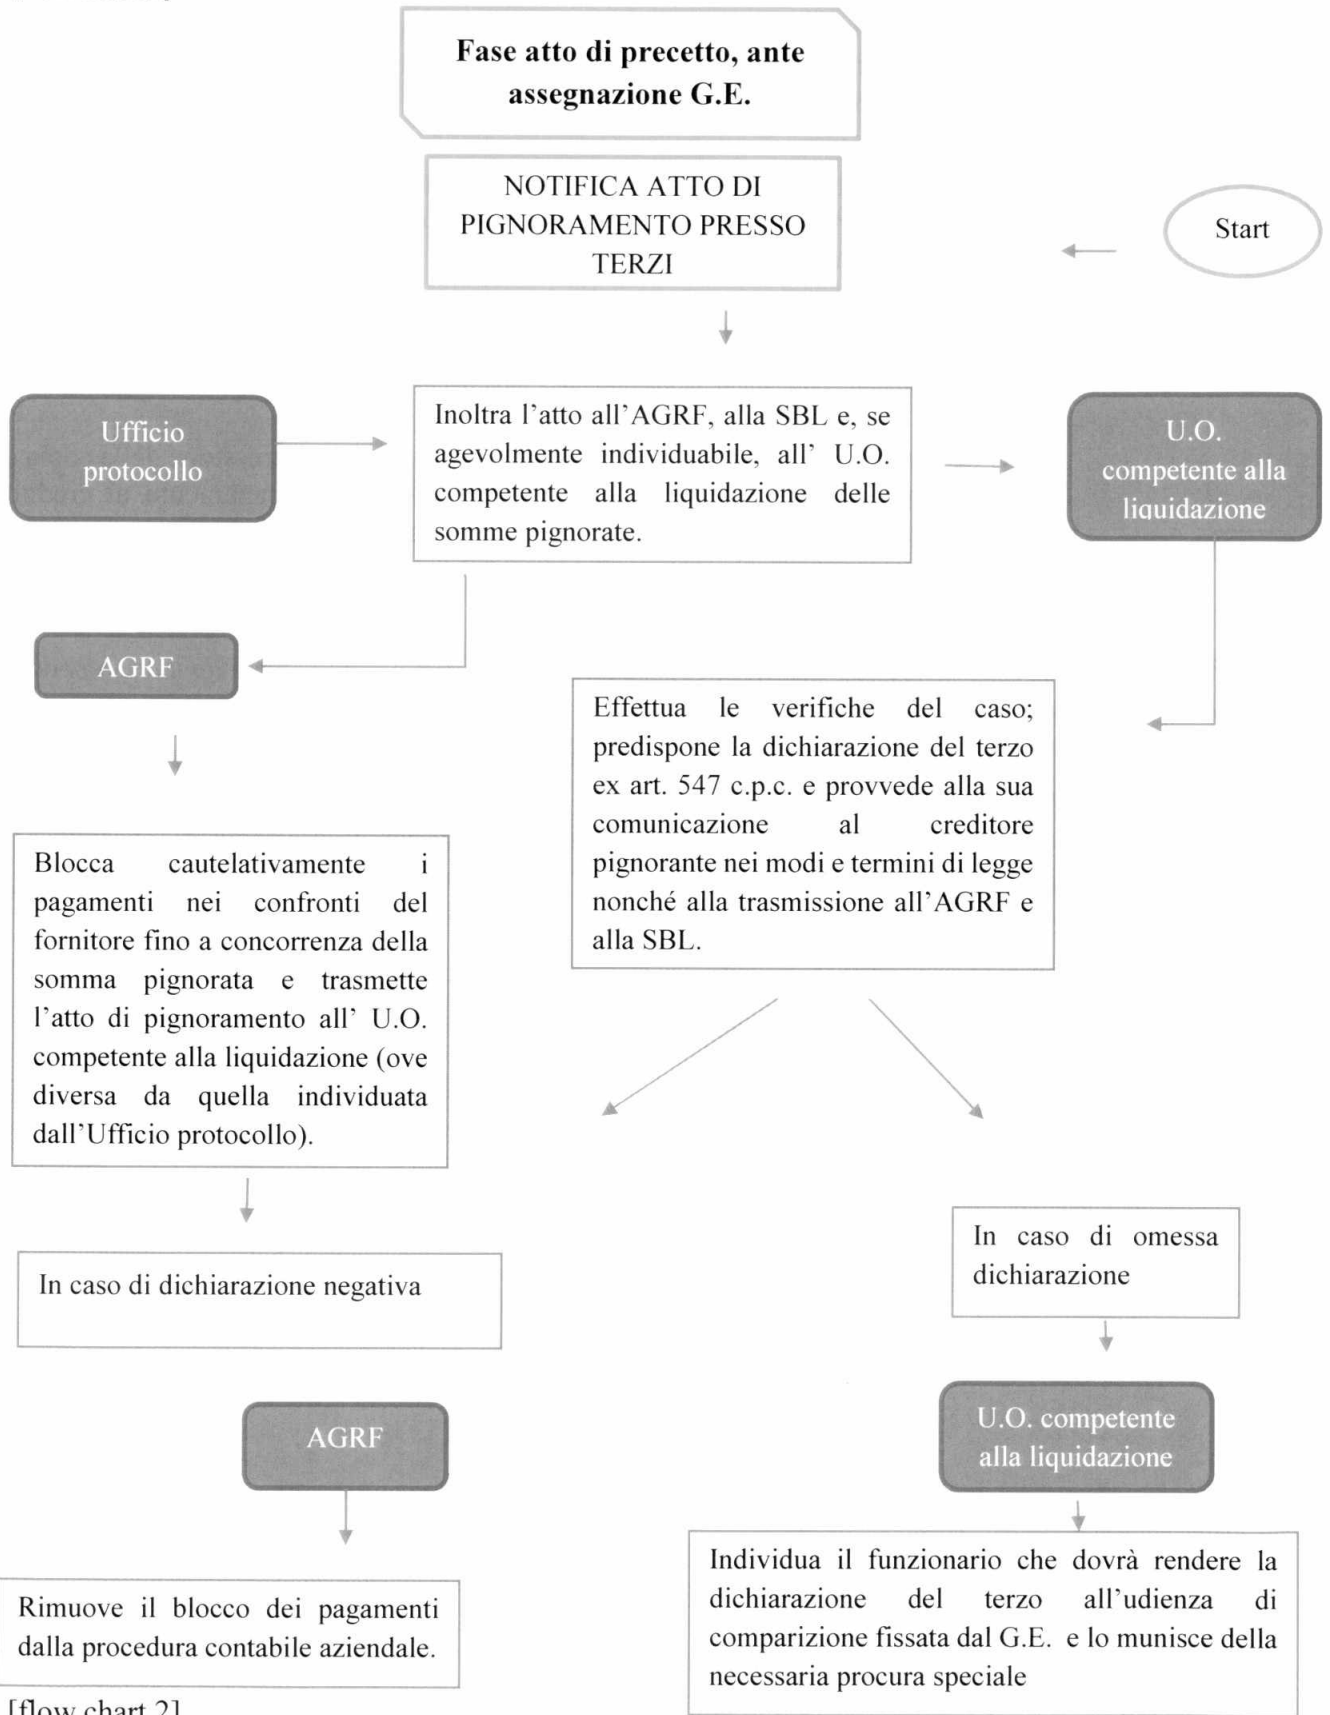 Fase atto di precetto, ante
assegnazione G.E.
NOTIFICA ATTO DI
PIGNORAMENTO PRESSO
TERZI
Start
Ufficio
protocollo
Inoltra l’atto all’AGRF, alla SBL e, se
agevolmente individuabile, all’ U.O.
competente alla liquidazione delle
somme pignorate.
U.O.
competente alla
liquidazione
AGRF
Effettua le verifiche del caso;
predispone la dichiarazione del terzo
ex art. 547 c.p.c. e provvede alla sua
comunicazione al creditore
pignorante nei modi e termini di legge
nonché alla trasmissione all’AGRF e
alla SBL.
Blocca cautelativamente i
pagamenti nei confronti del
fornitore fino a concorrenza della
somma pignorata e trasmette
l’atto di pignoramento all’ U.O.
competente alla liquidazione (ove
diversa da quella individuata
dall’Ufficio protocollo).
In caso di omessa
dichiarazione
In caso di dichiarazione negativa
AGRF
U.O. competente
alla liquidazione
Rimuove il blocco dei pagamenti
dalla procedura contabile aziendale.
Individua il funzionario che dovrà rendere la
dichiarazione del terzo all’udienza di
comparizione fissata dal G.E. e lo munisce della
necessaria procura speciale
[flow chart 2]